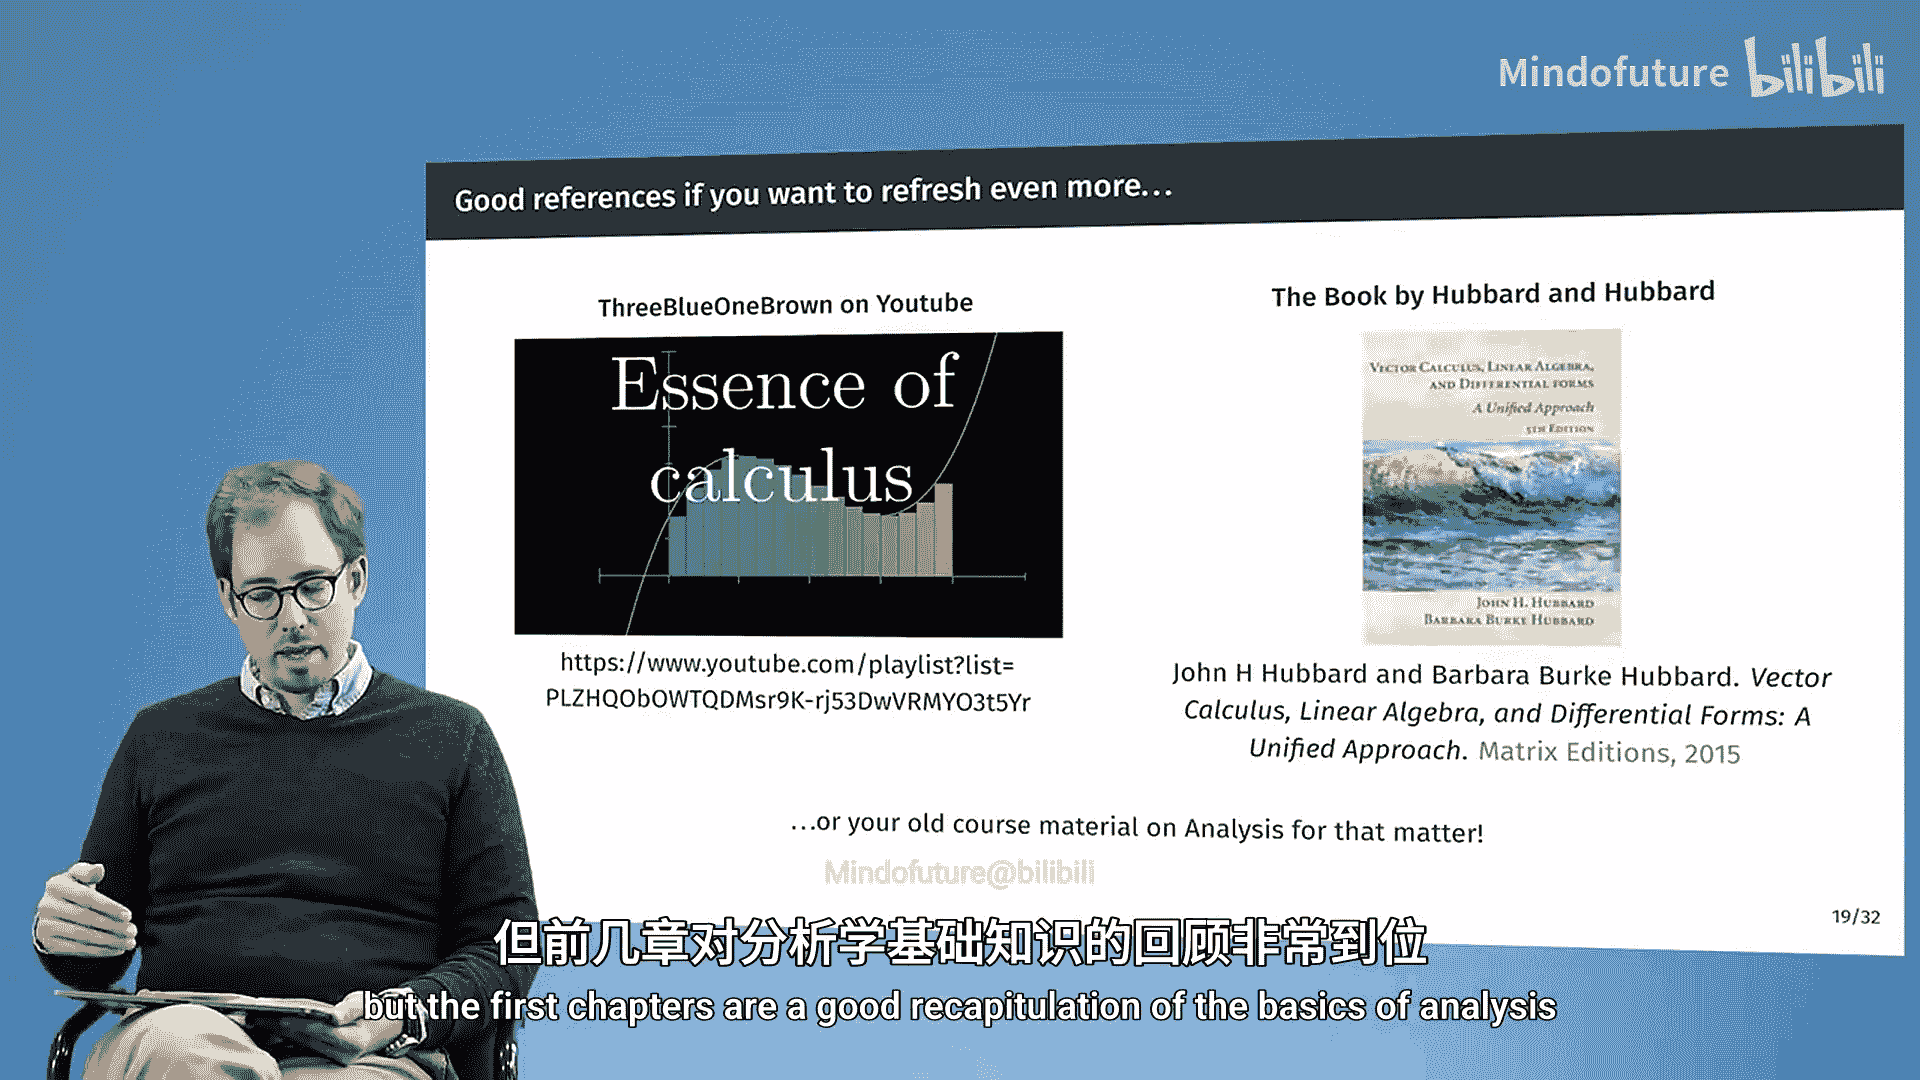 Mindofuture bilibili
Good references if you want to refresh even more...
ThreeBlueOneBrown on Youtube
Essence of
calculus
https://www.youtube.com/playlist?list=
PLZHQObOWTQDMsr9K-rj53DwVRMYO3t5Yr
The Book by Hubbard and Hubbard
VECTOR CALCULUS, LINEAR ALGEBRA,
AND DIFFERENTIAL FORMS
A Unified Approach
5TH EDITION
JOHN H. HUBBARD
BARBARA BURKE HUBBARD
John H Hubbard and Barbara Burke Hubbard. Vector
Calculus, Linear Algebra, and Differential Forms: A
Unified Approach. Matrix Editions, 2015
...or your old course material on Analysis for that matter!
Mindofuture@bilibili
19/32
但前几章对分析学基础知识的回顾非常到位
but the first chapters are a good recapitulation of the basics of analysis